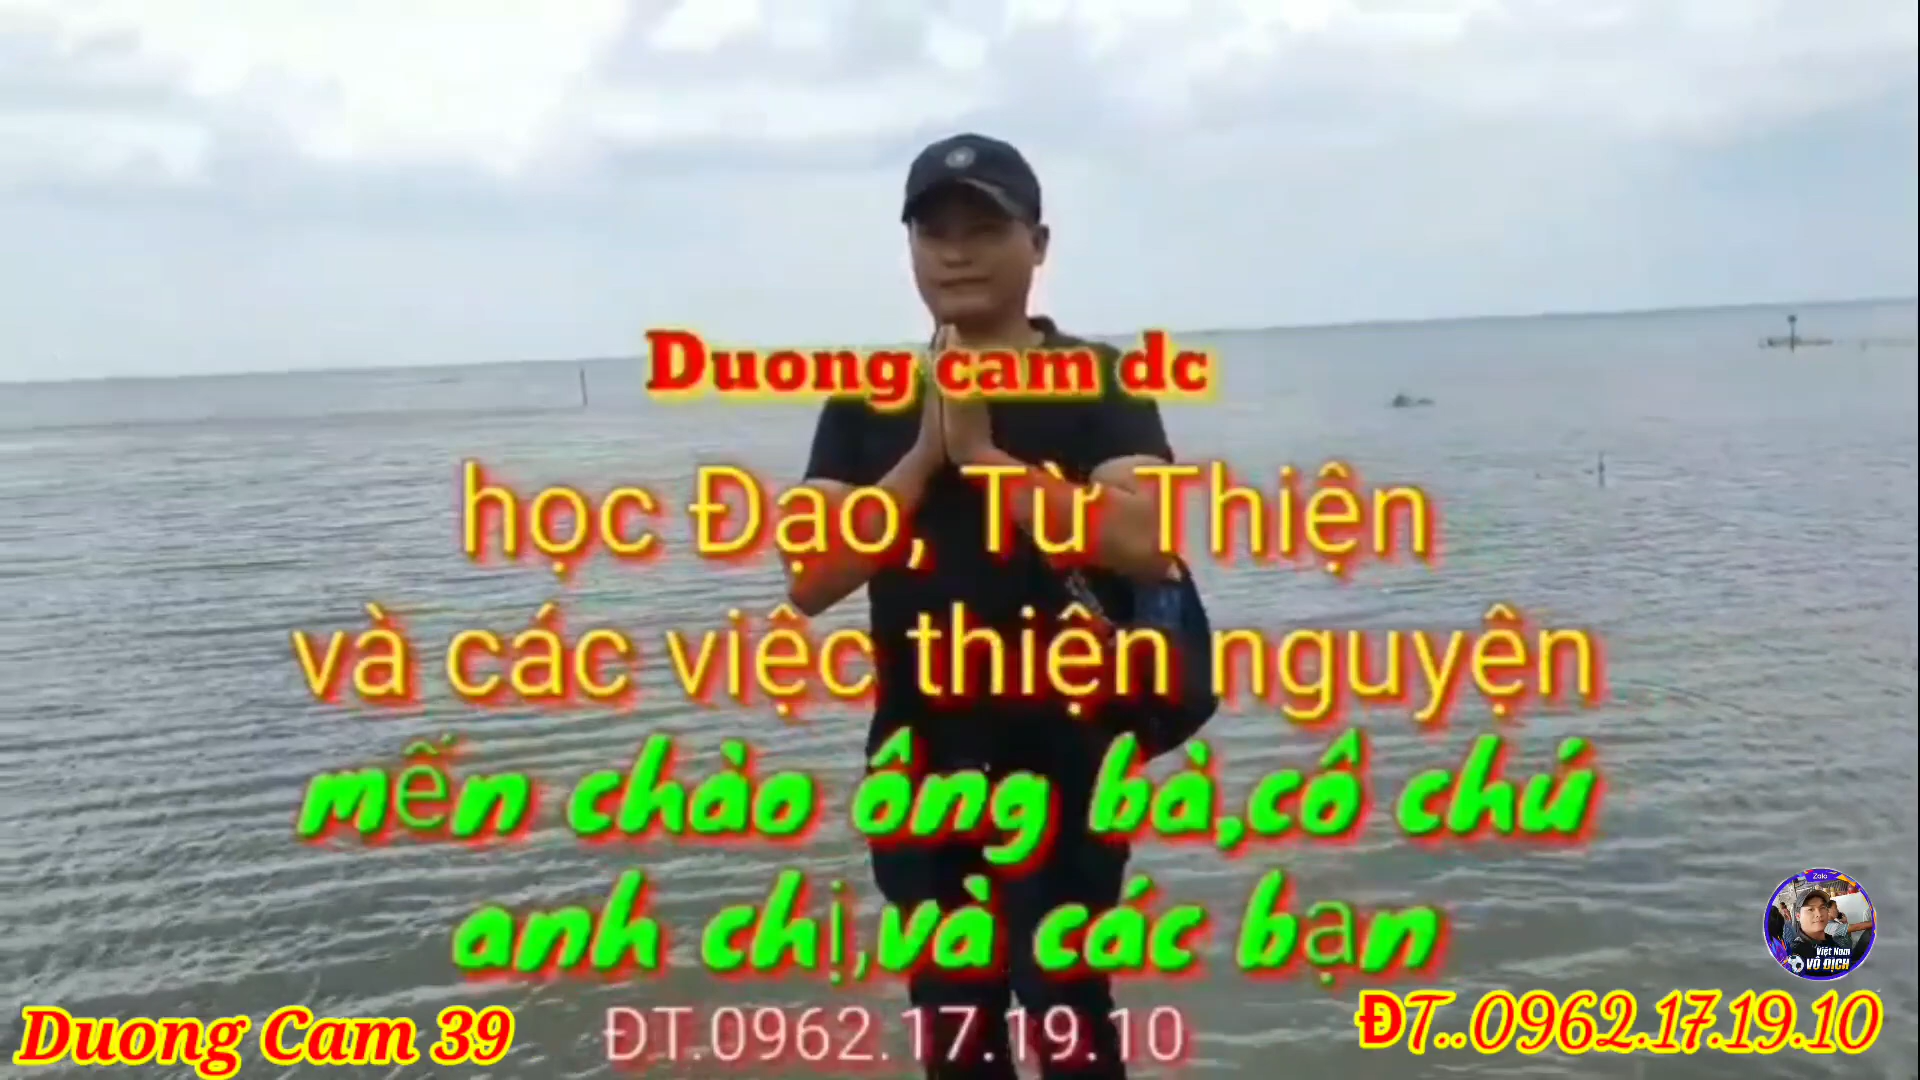 Duong cam dc
học Đạo, Từ Thiện
và các việc thiện nguyện
mến chào ông bà,cô chú
anh chị,và các bạn
Zalo
Việt Nam
VÔ ĐỊCH
Duong Cam 39
ĐT.0962.17.19.10
ĐT..0962.17.19.10